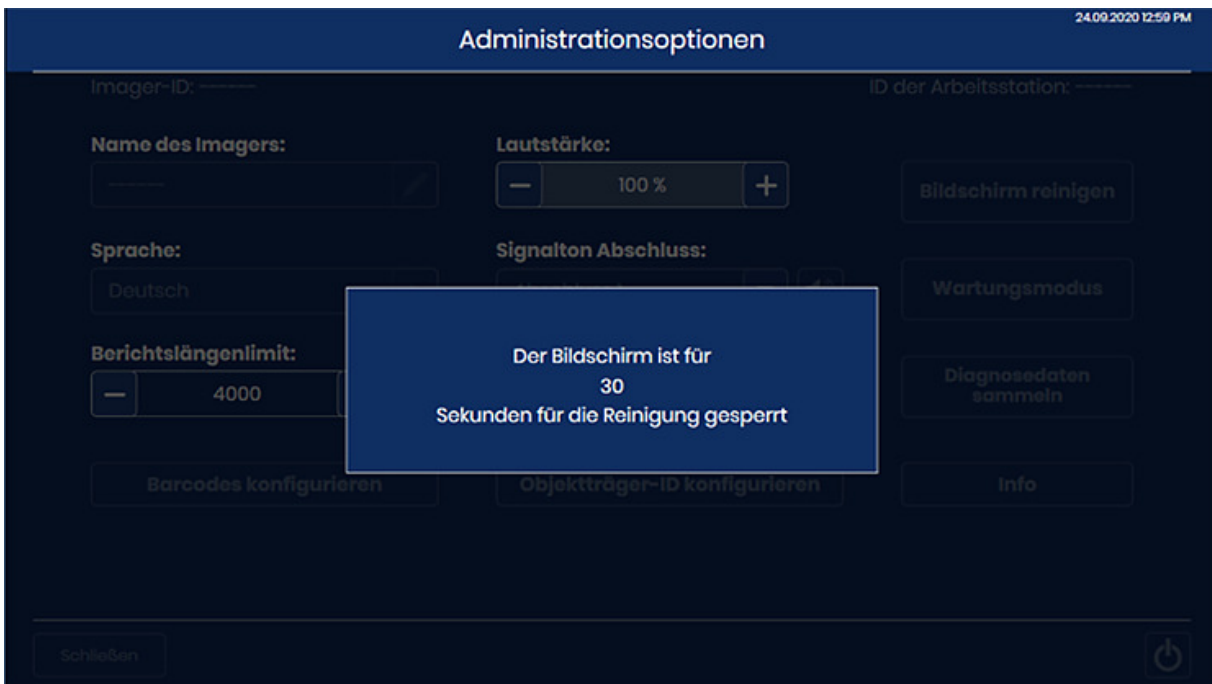 24.09.2020 12:59 PM
Administrationsoptionen
Imager-ID: ------
ID der Arbeitsstation: ------
Name des Imagers:
Lautstärke:
------
100 %
Bildschirm reinigen
Sprache:
Signalton Abschluss:
Deutsch
Wartungsmodus
Berichtslängenlimit:
4000
Der Bildschirm ist für
30
Sekunden für die Reinigung gesperrt
Diagnosedaten
sammeln
Barcodes konfigurieren
Objektträger-ID konfigurieren
Info
Schließen